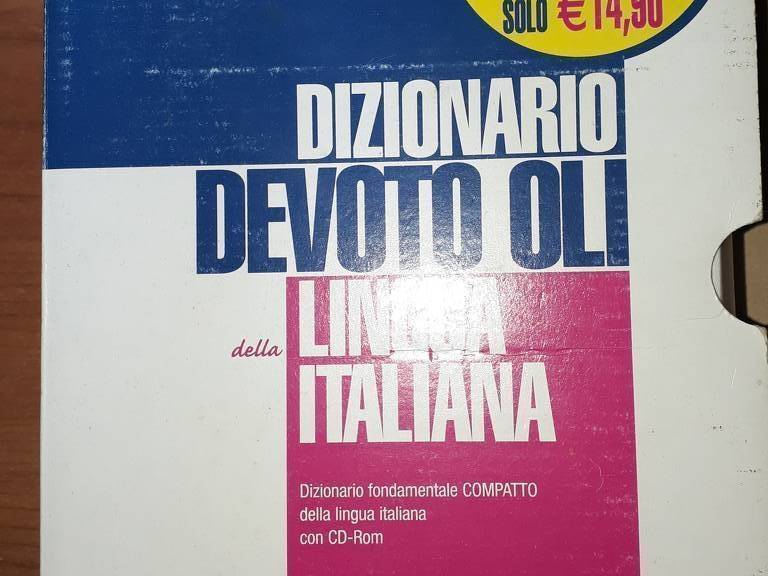 SOLO €14,90
DIZIONARIO
DEVOTO OLI
della LINGUA
ITALIANA
Dizionario fondamentale COMPATTO
della lingua italiana
con CD-Rom